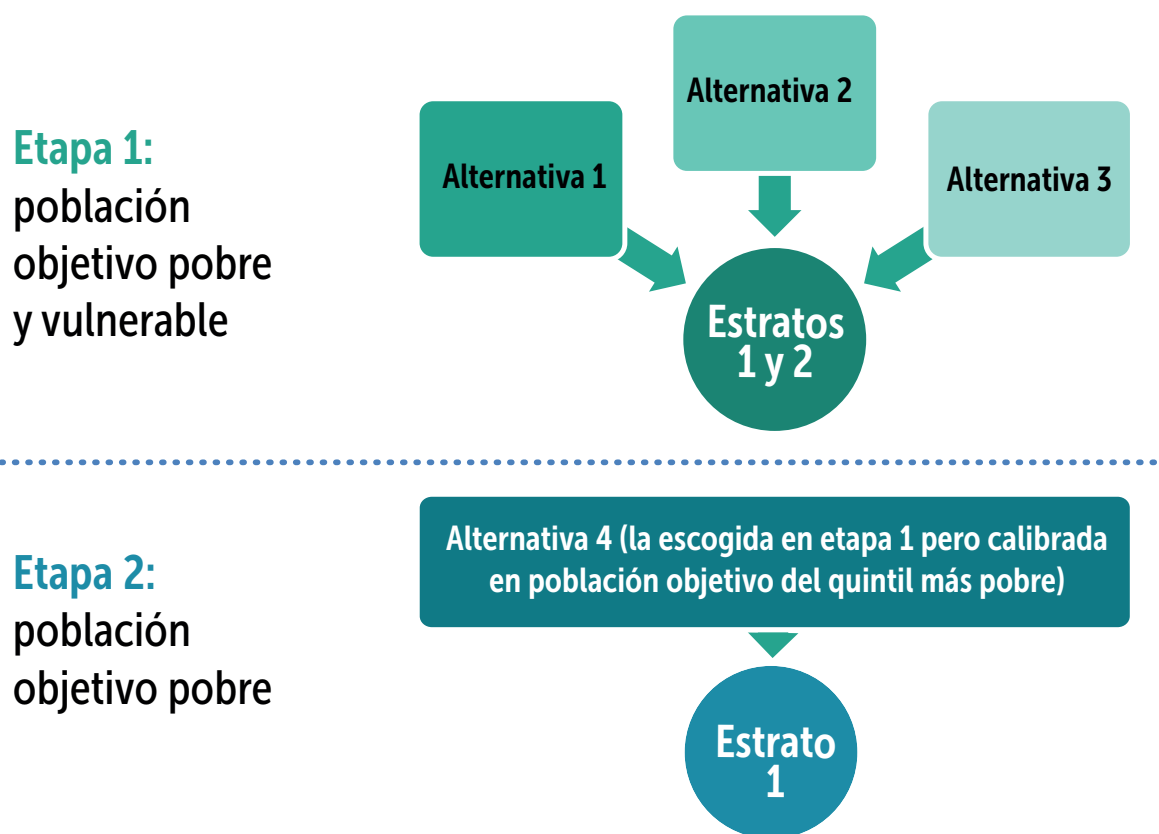 Etapa 1:
población
objetivo pobre
y vulnerable
Alternativa 1
Alternativa 2
Alternativa 3
Estratos
1 y 2
Etapa 2:
población
objetivo pobre
Alternativa 4 (la escogida en etapa 1 pero calibrada
en población objetivo del quintil más pobre)
Estrato
1